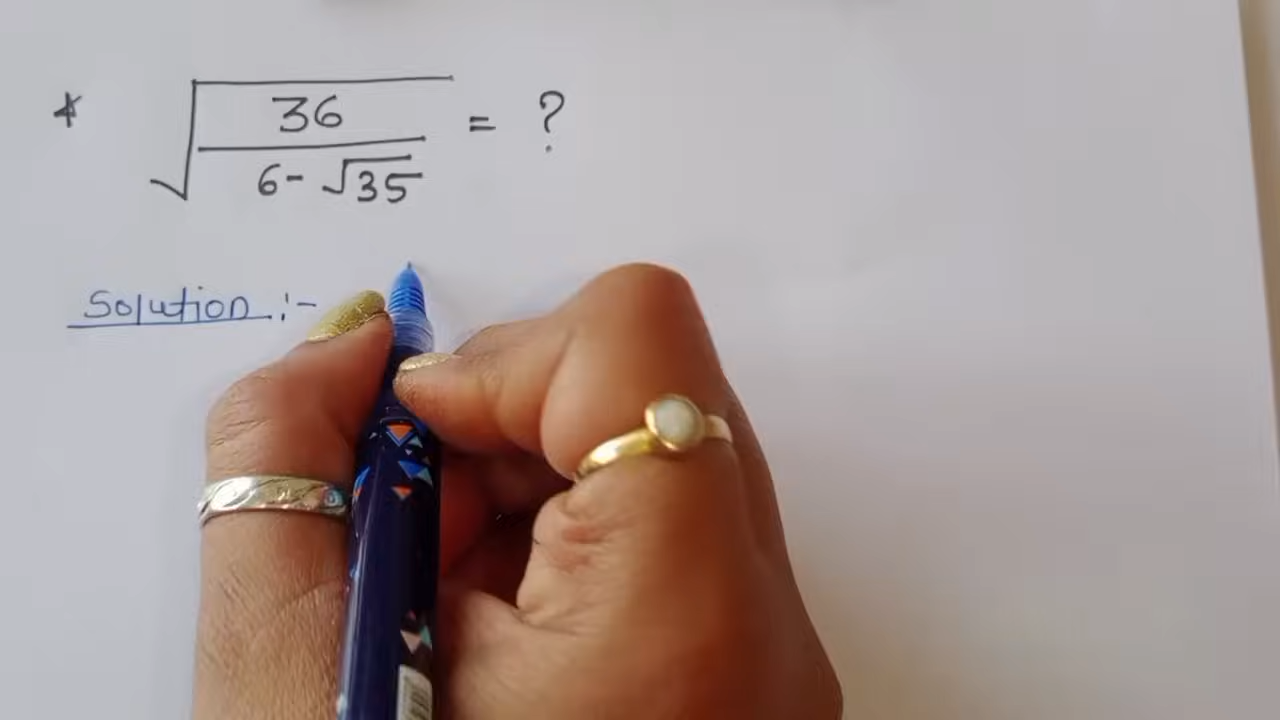 * √(36 / (6 - √35)) = ?
Solution :-